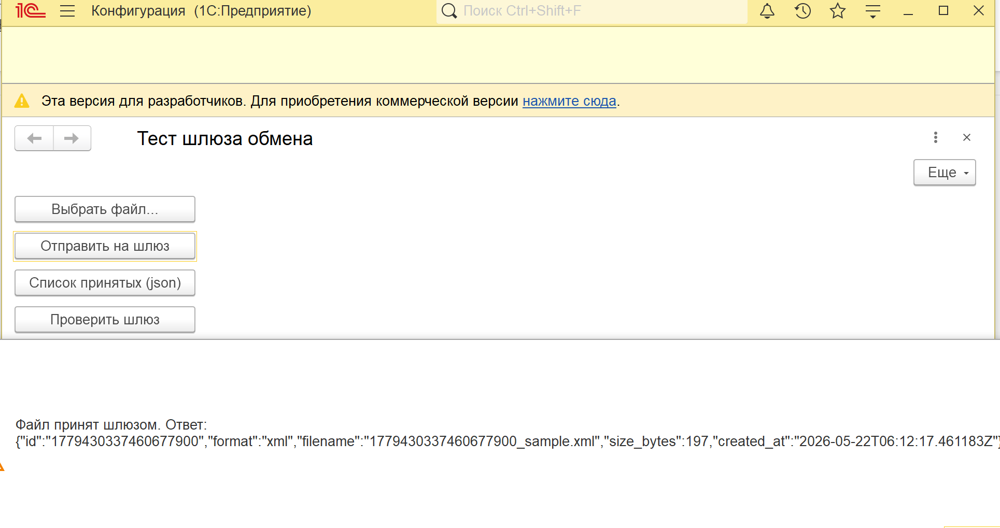 1С Конфигурация (1С:Предприятие) Поиск Ctrl+Shift+F
Эта версия для разработчиков. Для приобретения коммерческой версии нажмите сюда.
Тест шлюза обмена
Еще
Выбрать файл...
Отправить на шлюз
Список принятых (json)
Проверить шлюз
Файл принят шлюзом. Ответ:
{"id":"1779430337460677900","format":"xml","filename":"1779430337460677900_sample.xml","size_bytes":197,"created_at":"2026-05-22T06:12:17.461183Z"}